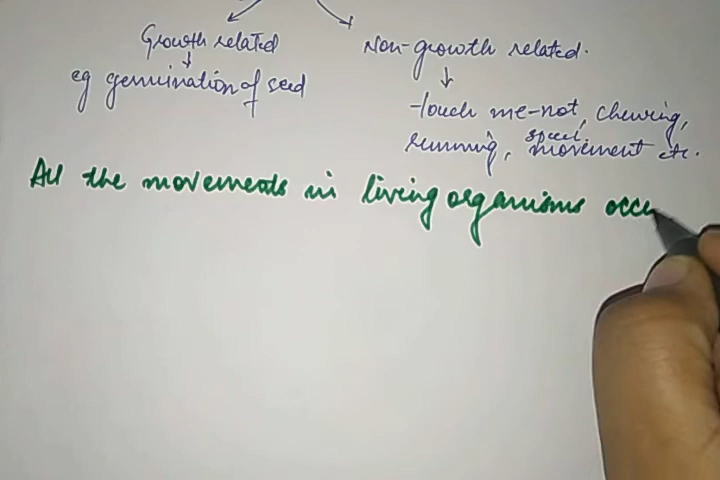 Growth related
Non-growth related.
eg germination of seed
touch me-not, chewing,
running, speed, movement etc.
All the movements in living organisms occu